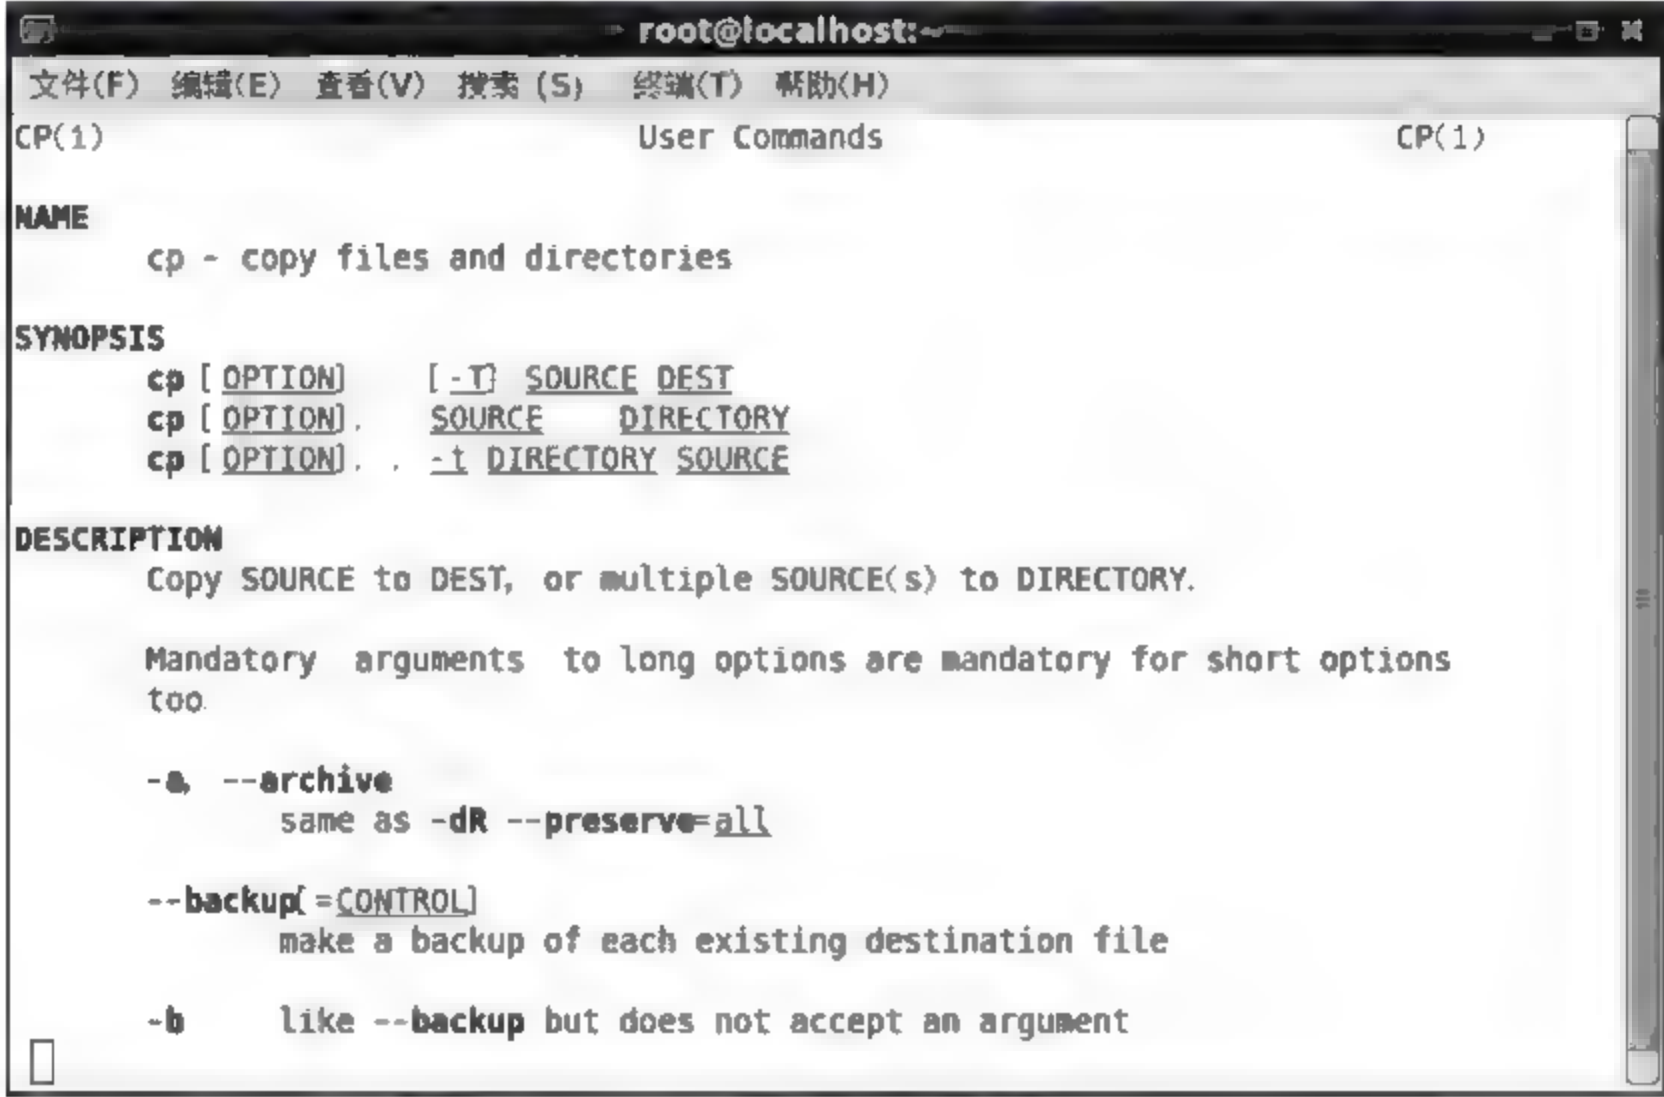 root@localhost:~
文件(F) 编辑(E) 查看(V) 搜索 (S) 终端(T) 帮助(H)
CP(1) User Commands CP(1)
NAME
cp - copy files and directories
SYNOPSIS
cp [OPTION] [-T] SOURCE DEST
cp [OPTION]. SOURCE DIRECTORY
cp [OPTION]. . -t DIRECTORY SOURCE
DESCRIPTION
Copy SOURCE to DEST, or multiple SOURCE(s) to DIRECTORY.
Mandatory arguments to long options are mandatory for short options
too.
-a, --archive
same as -dR --preserve=all
--backup[=CONTROL]
make a backup of each existing destination file
-b like --backup but does not accept an argument